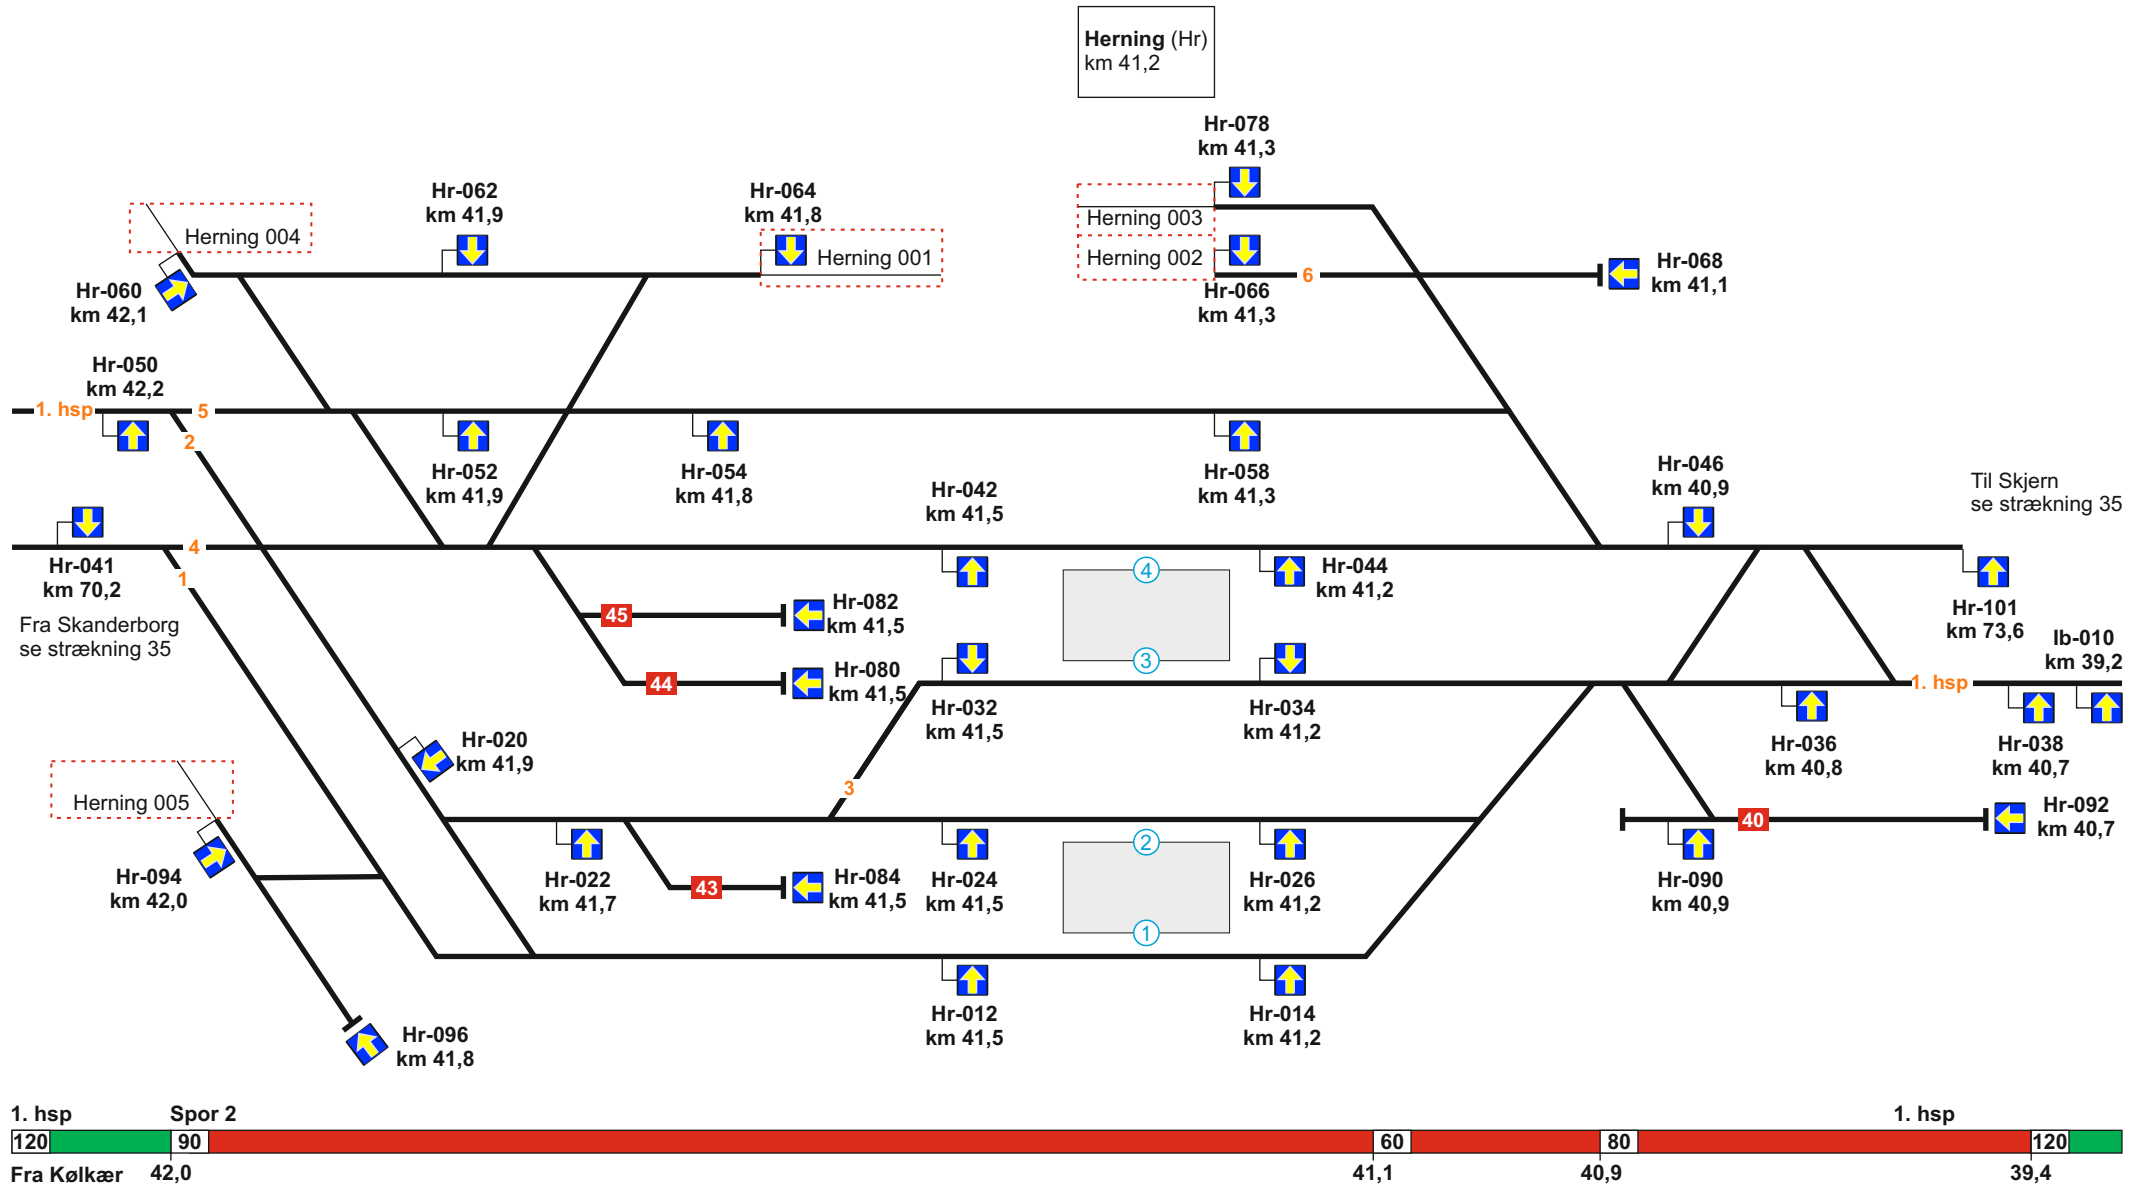 Herning (Hr)
km 41,2
Hr-078
km 41,3
Hr-062
km 41,9
Hr-064
km 41,8
Herning 004
Herning 001
Herning 003
Herning 002
Hr-060
km 42,1
6
Hr-066
km 41,3
Hr-068
km 41,1
Hr-050
km 42,2
1. hsp
5
2
Hr-052
km 41,9
Hr-054
km 41,8
Hr-058
km 41,3
Hr-042
km 41,5
Hr-046
km 40,9
Til Skjern
se strækning 35
4
1
Hr-041
km 70,2
Fra Skanderborg
se strækning 35
4
Hr-044
km 41,2
Hr-101
km 73,6
45
Hr-082
km 41,5
44
Hr-080
km 41,5
3
Ib-010
km 39,2
1. hsp
Hr-032
km 41,5
Hr-034
km 41,2
Hr-036
km 40,8
Hr-038
km 40,7
Hr-020
km 41,9
3
Herning 005
Hr-094
km 42,0
Hr-022
km 41,7
43
Hr-084
km 41,5
Hr-024
km 41,5
2
1
Hr-026
km 41,2
40
Hr-092
km 40,7
Hr-090
km 40,9
Hr-096
km 41,8
Hr-012
km 41,5
Hr-014
km 41,2
1. hsp Spor 2 1. hsp
120 90 60 80 120
Fra Kølkær 42,0 41,1 40,9 39,4